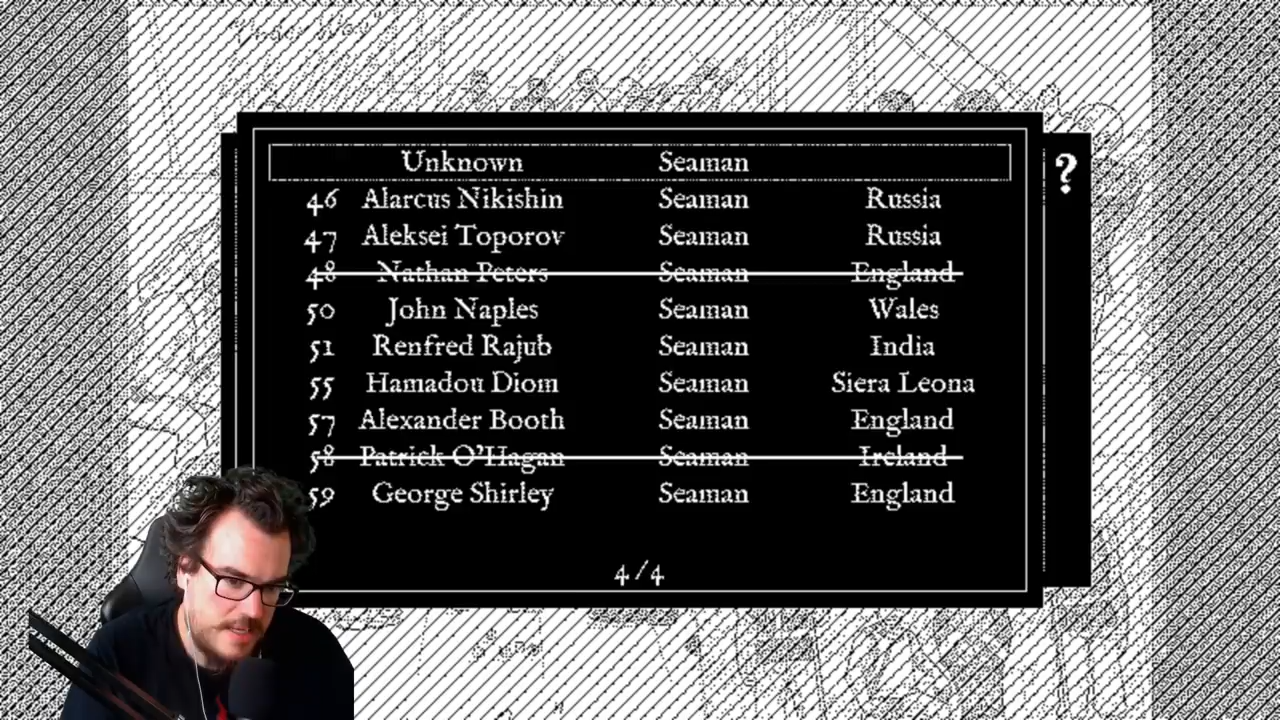 Unknown Seaman
?
46 Alarcus Nikishin Seaman Russia
47 Aleksei Toporov Seaman Russia
48 Nathan Peters Seaman England
50 John Naples Seaman Wales
51 Renfred Rajub Seaman India
55 Hamadou Diom Seaman Siera Leona
57 Alexander Booth Seaman England
58 Patrick O'Hagan Seaman Ireland
59 George Shirley Seaman England
4/4